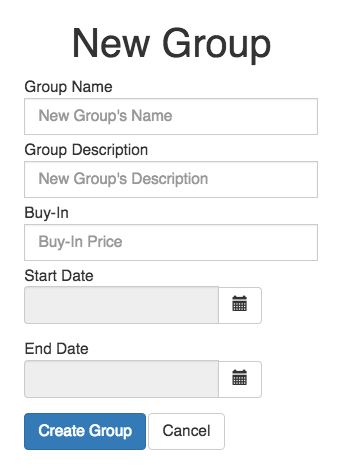 New Group
Group Name
New Group's Name
Group Description
New Group's Description
Buy-In
Buy-In Price
Start Date
End Date
Create Group Cancel